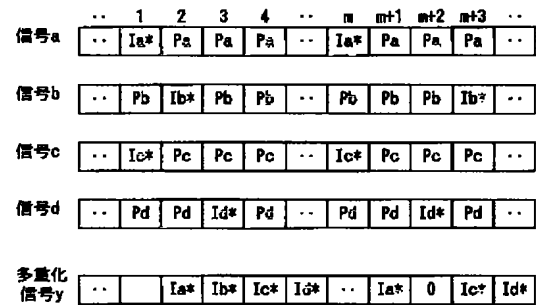 ·· 1 2 3 4 ·· m m+1 m+2 m+3 ··
信号a ·· Ia* Pa Pa Pa ·· Ia* Pa Pa Pa ··
信号b ·· Pb Ib* Pb Pb ·· Pb Pb Pb Ib* ··
信号c ·· Ic* Pc Pc Pc ·· Ic* Pc Pc Pc ··
信号d ·· Pd Pd Id* Pd ·· Pd Pd Id* Pd ··
多重化
信号y ·· Ia* Ib* Ic* Id* ·· Ia* 0 Ic* Id*